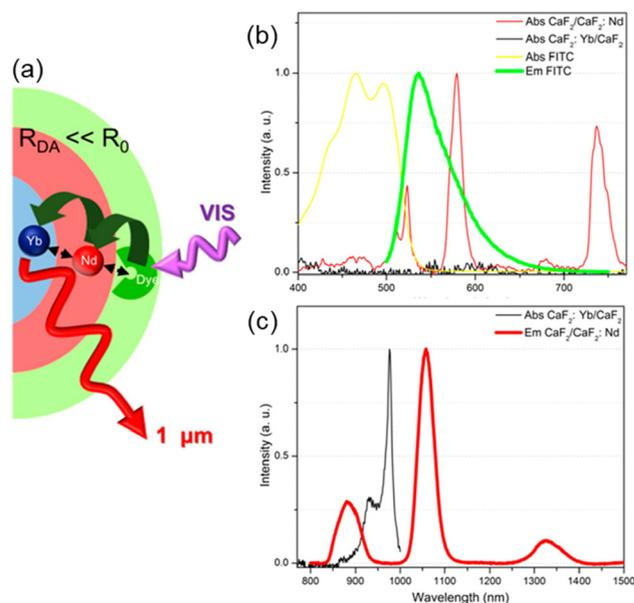 (a)
R_DA << R_0
VIS
Yb
Nd
Dye
1 μm
(b)
Abs CaF₂/CaF₂: Nd
Abs CaF₂: Yb/CaF₂
Abs FITC
Em FITC
Intensity (a. u.)
1.0
0.5
0.0
400 500 600 700
(c)
Abs CaF₂: Yb/CaF₂
Em CaF₂/CaF₂: Nd
Intensity (a. u.)
1.0
0.5
0.0
800 900 1000 1100 1200 1300 1400 1500
Wavelength (nm)